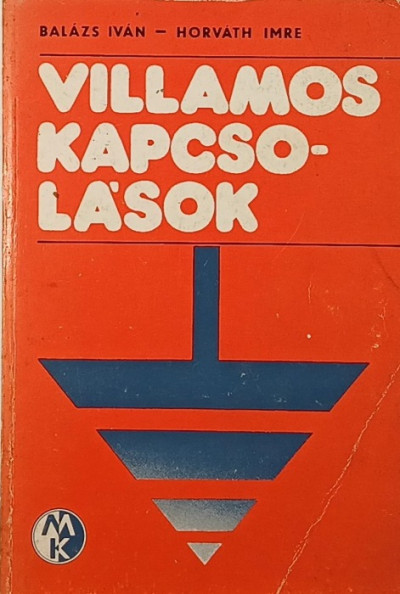 BALÁZS IVÁN – HORVÁTH IMRE
VILLAMOS
KAPCSO-
LÁSOK
MK